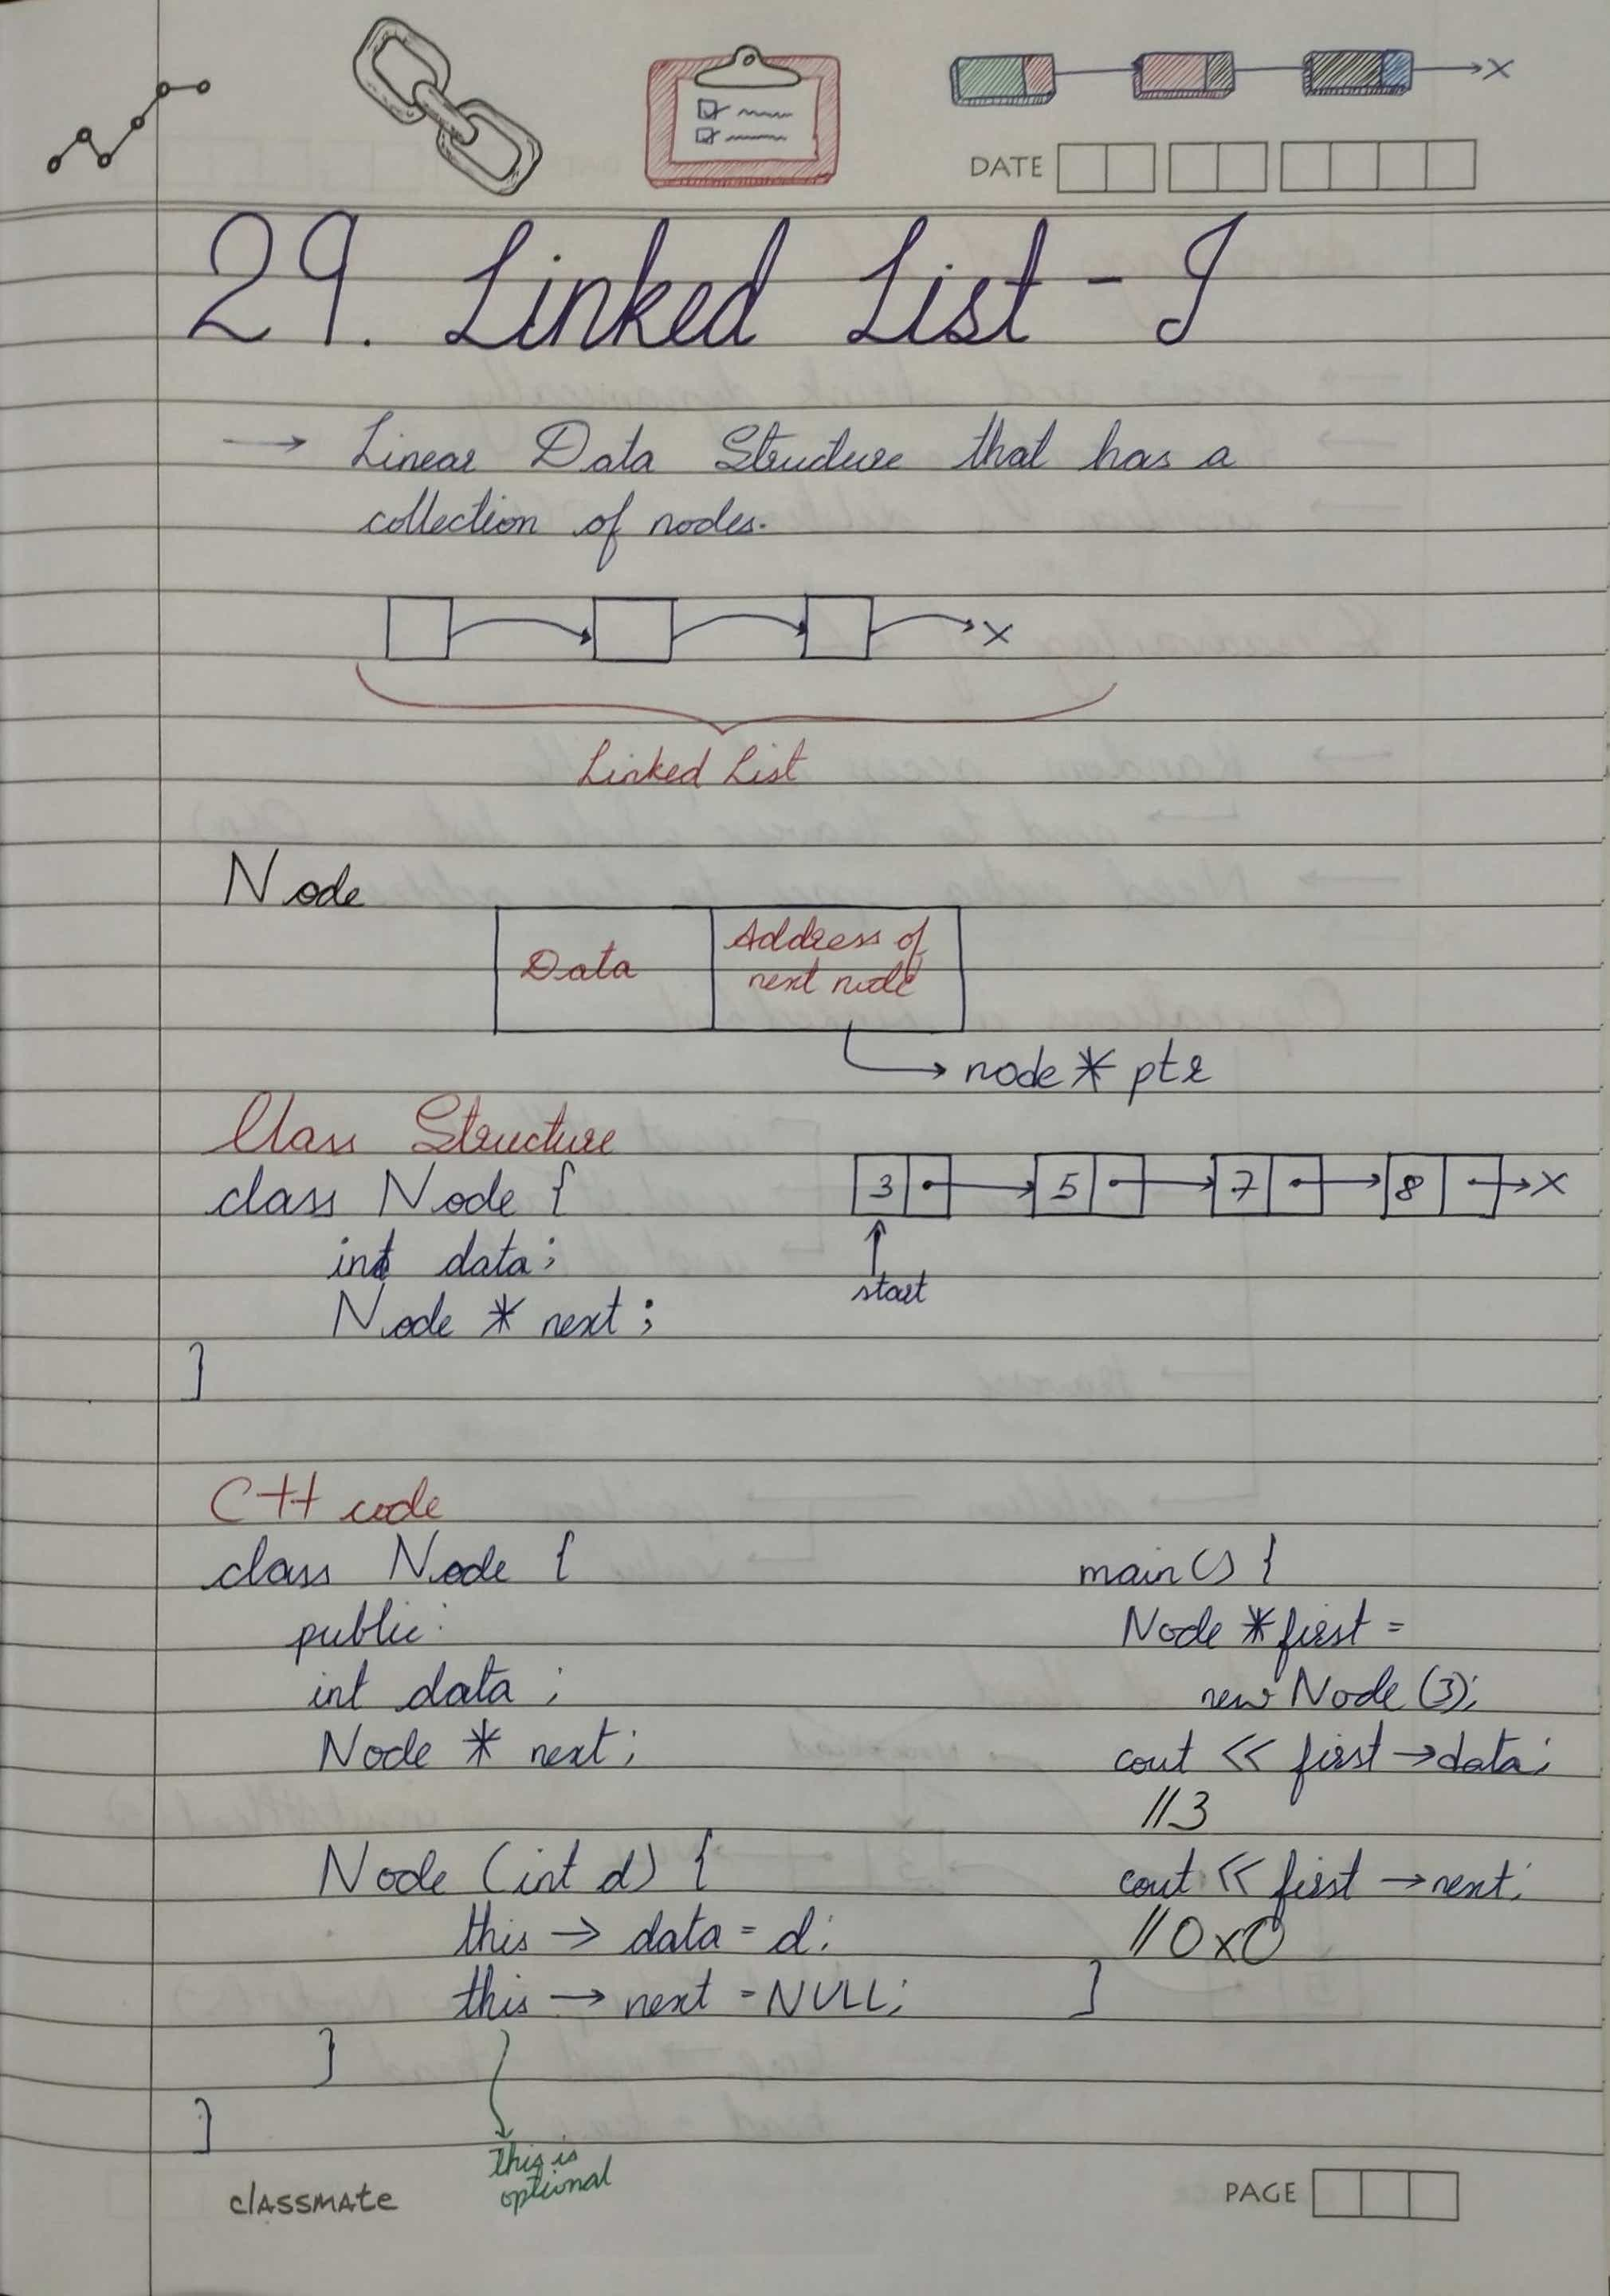 DATE
29. Linked List - I
→ Linear Data Structure that has a
collection of nodes.
X
Linked List
Node
Data
Address of
next node
→ node * ptr
Class Structure
class Node {
int data;
Node * next;
}
3 5 7 8 X
start
C++ code
class Node {
public:
int data;
Node * next;
Node (int d) {
this → data = d;
this → next = NULL;
}
}
This is
optional
main() {
Node * first =
new Node (3);
cout << first → data;
//3
cout << first → next;
//0x0
}
classmate
PAGE